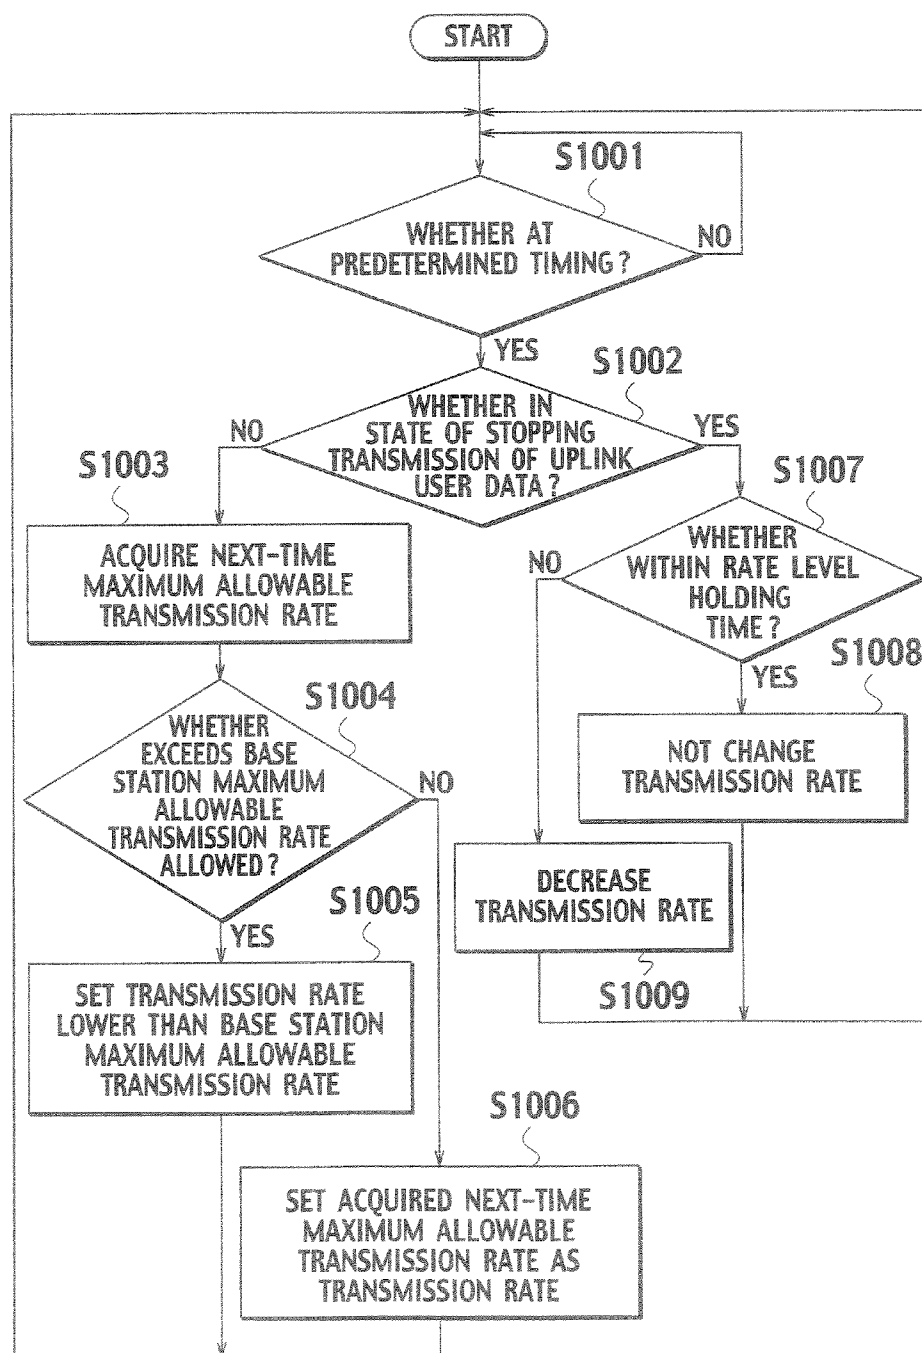 START
S1001
WHETHER AT
PREDETERMINED TIMING?
NO
YES
S1002
WHETHER IN
STATE OF STOPPING
TRANSMISSION OF UPLINK
USER DATA?
NO
YES
S1003
ACQUIRE NEXT-TIME
MAXIMUM ALLOWABLE
TRANSMISSION RATE
S1007
WHETHER
WITHIN RATE LEVEL
HOLDING
TIME?
NO
YES
S1004
WHETHER
EXCEEDS BASE
STATION MAXIMUM
ALLOWABLE
TRANSMISSION RATE
ALLOWED?
NO
YES
S1008
NOT CHANGE
TRANSMISSION RATE
DECREASE
TRANSMISSION RATE
S1009
S1005
SET TRANSMISSION RATE
LOWER THAN BASE STATION
MAXIMUM ALLOWABLE
TRANSMISSION RATE
S1006
SET ACQUIRED NEXT-TIME
MAXIMUM ALLOWABLE
TRANSMISSION RATE AS
TRANSMISSION RATE